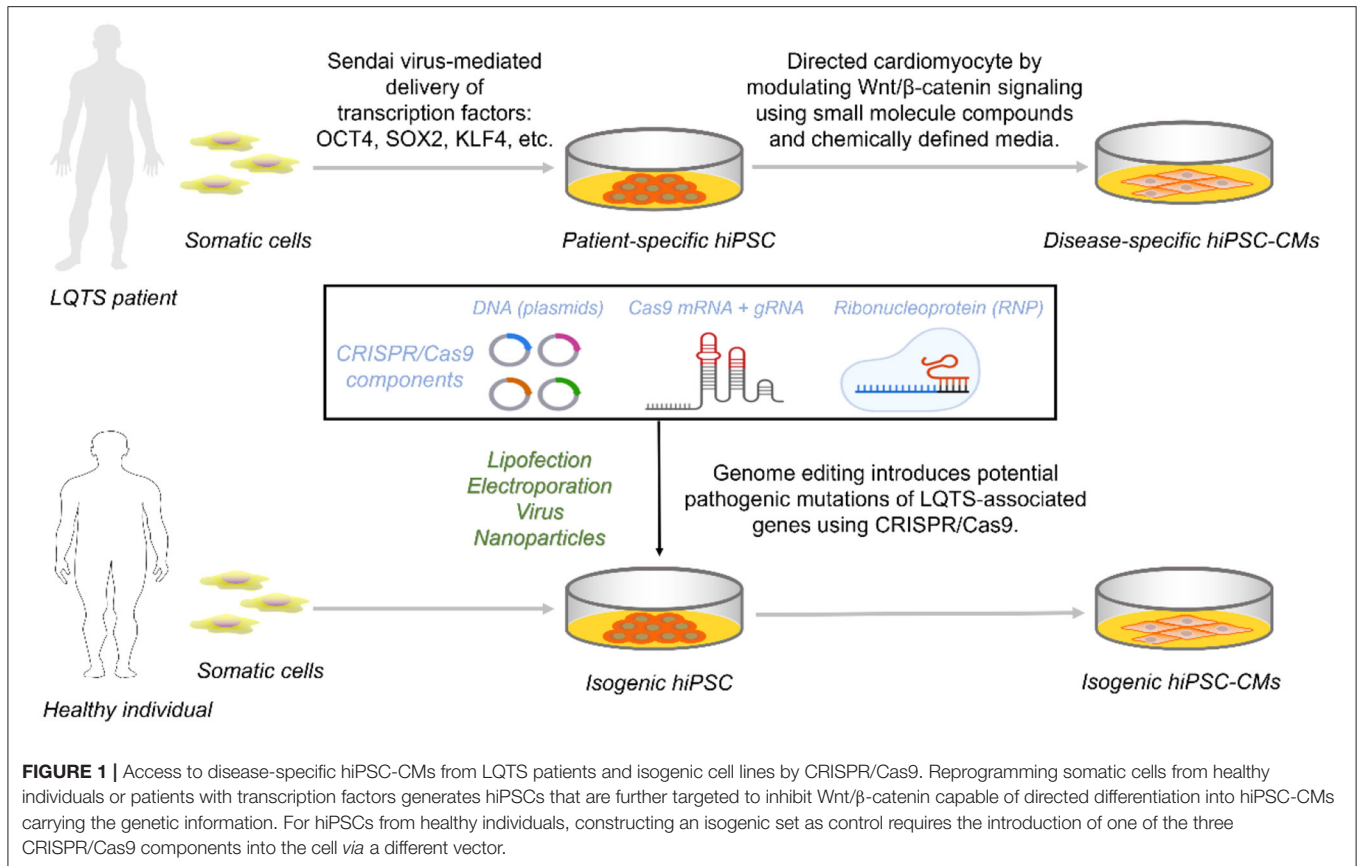 Sendai virus-mediated
delivery of
transcription factors:
OCT4, SOX2, KLF4, etc.
Directed cardiomyocyte by
modulating Wnt/β-catenin signaling
using small molecule compounds
and chemically defined media.
Somatic cells
Patient-specific hiPSC
Disease-specific hiPSC-CMs
LQTS patient
CRISPR/Cas9
components
DNA (plasmids)
Cas9 mRNA + gRNA
Ribonucleoprotein (RNP)
Lipofection
Electroporation
Virus
Nanoparticles
Genome editing introduces potential
pathogenic mutations of LQTS-associated
genes using CRISPR/Cas9.
Somatic cells
Isogenic hiPSC
Isogenic hiPSC-CMs
Healthy individual
FIGURE 1 | Access to disease-specific hiPSC-CMs from LQTS patients and isogenic cell lines by CRISPR/Cas9. Reprogramming somatic cells from healthy
individuals or patients with transcription factors generates hiPSCs that are further targeted to inhibit Wnt/β-catenin capable of directed differentiation into hiPSC-CMs
carrying the genetic information. For hiPSCs from healthy individuals, constructing an isogenic set as control requires the introduction of one of the three
CRISPR/Cas9 components into the cell via a different vector.